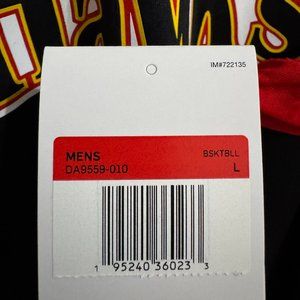 IM#722135
MENS BSKTBLL
DA9559-010 L
1 95240 36023 3